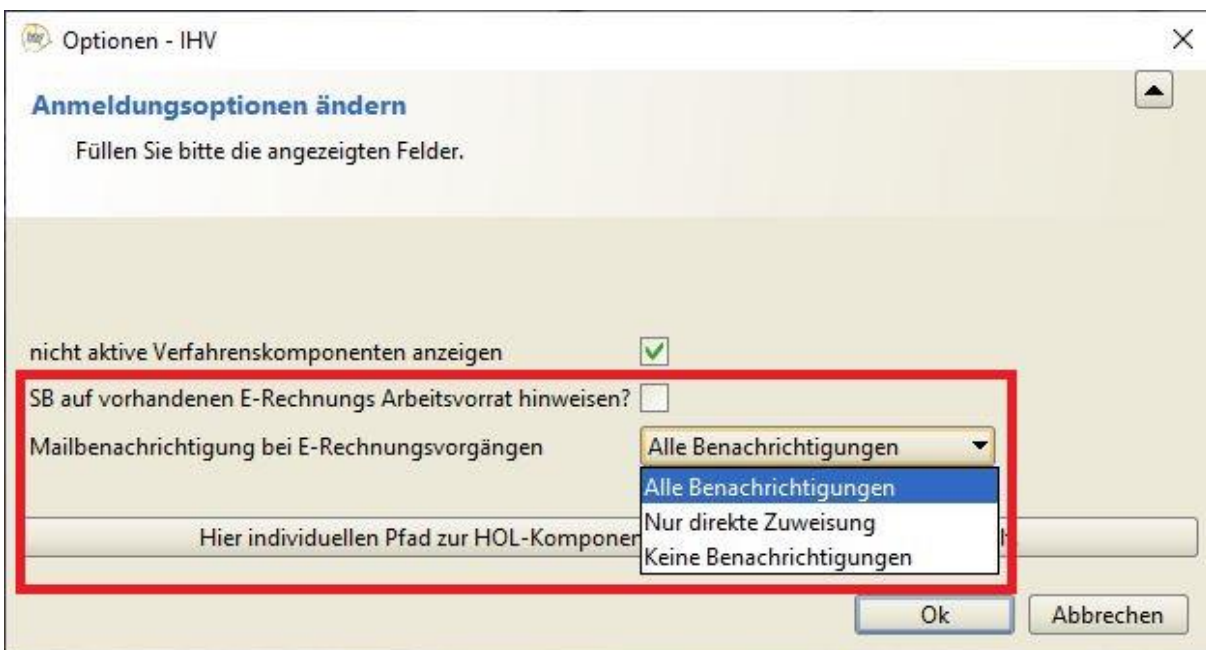 Optionen - IHV
Anmeldungsoptionen ändern
Füllen Sie bitte die angezeigten Felder.
nicht aktive Verfahrenskomponenten anzeigen
SB auf vorhandenen E-Rechnungs Arbeitsvorrat hinweisen?
Mailbenachrichtigung bei E-Rechnungsvorgängen Alle Benachrichtigungen
Alle Benachrichtigungen
Nur direkte Zuweisung
Hier individuellen Pfad zur HOL-Komponen
Keine Benachrichtigungen
Ok Abbrechen